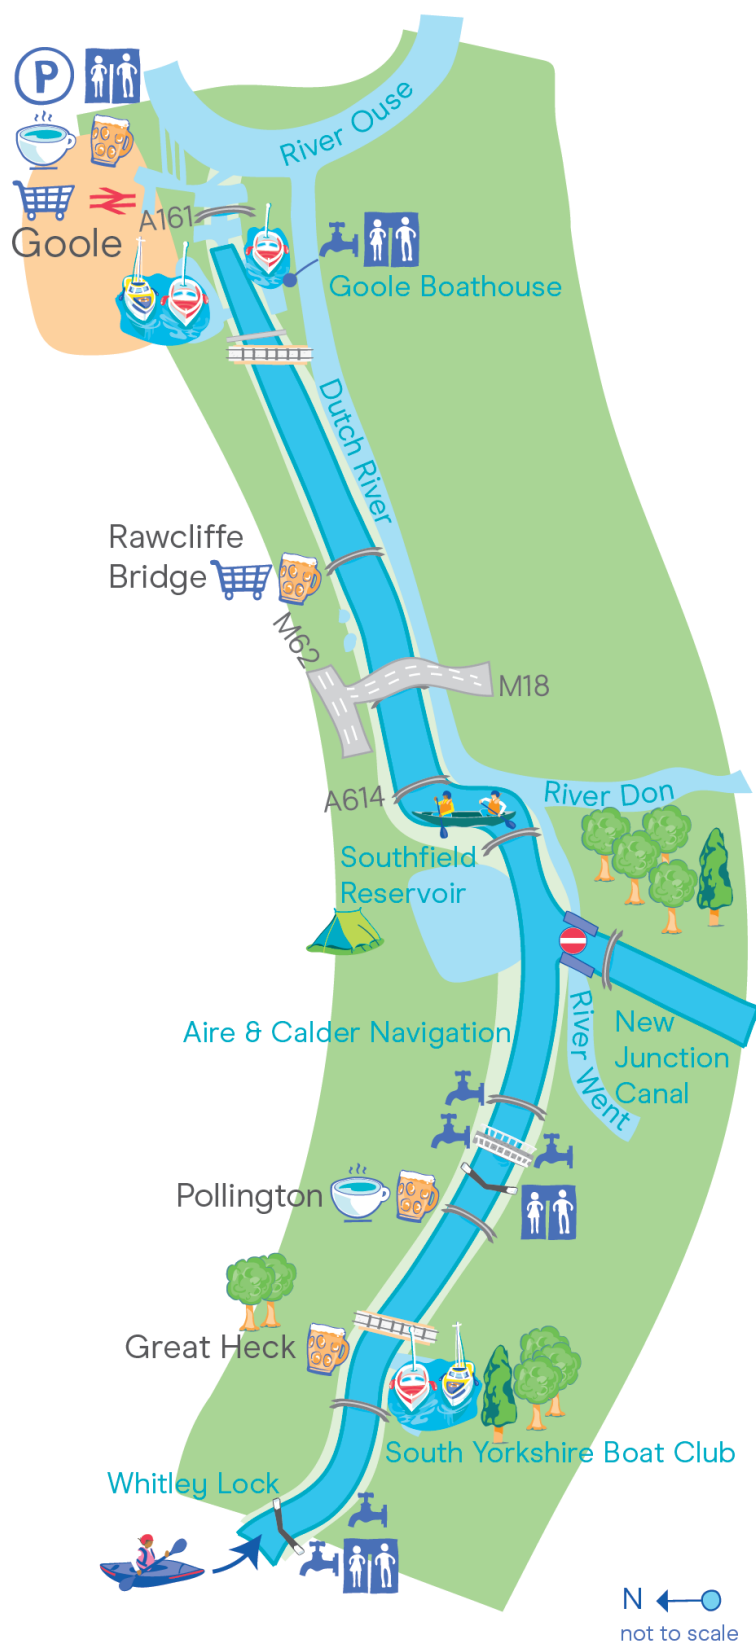 P
River Ouse
A161
Goole
Goole Boathouse
Dutch River
Rawcliffe
Bridge
M62
M18
A614
River Don
Southfield
Reservoir
Aire & Calder Navigation
River Went
New
Junction
Canal
Pollington
Great Heck
South Yorkshire Boat Club
Whitley Lock
N
not to scale